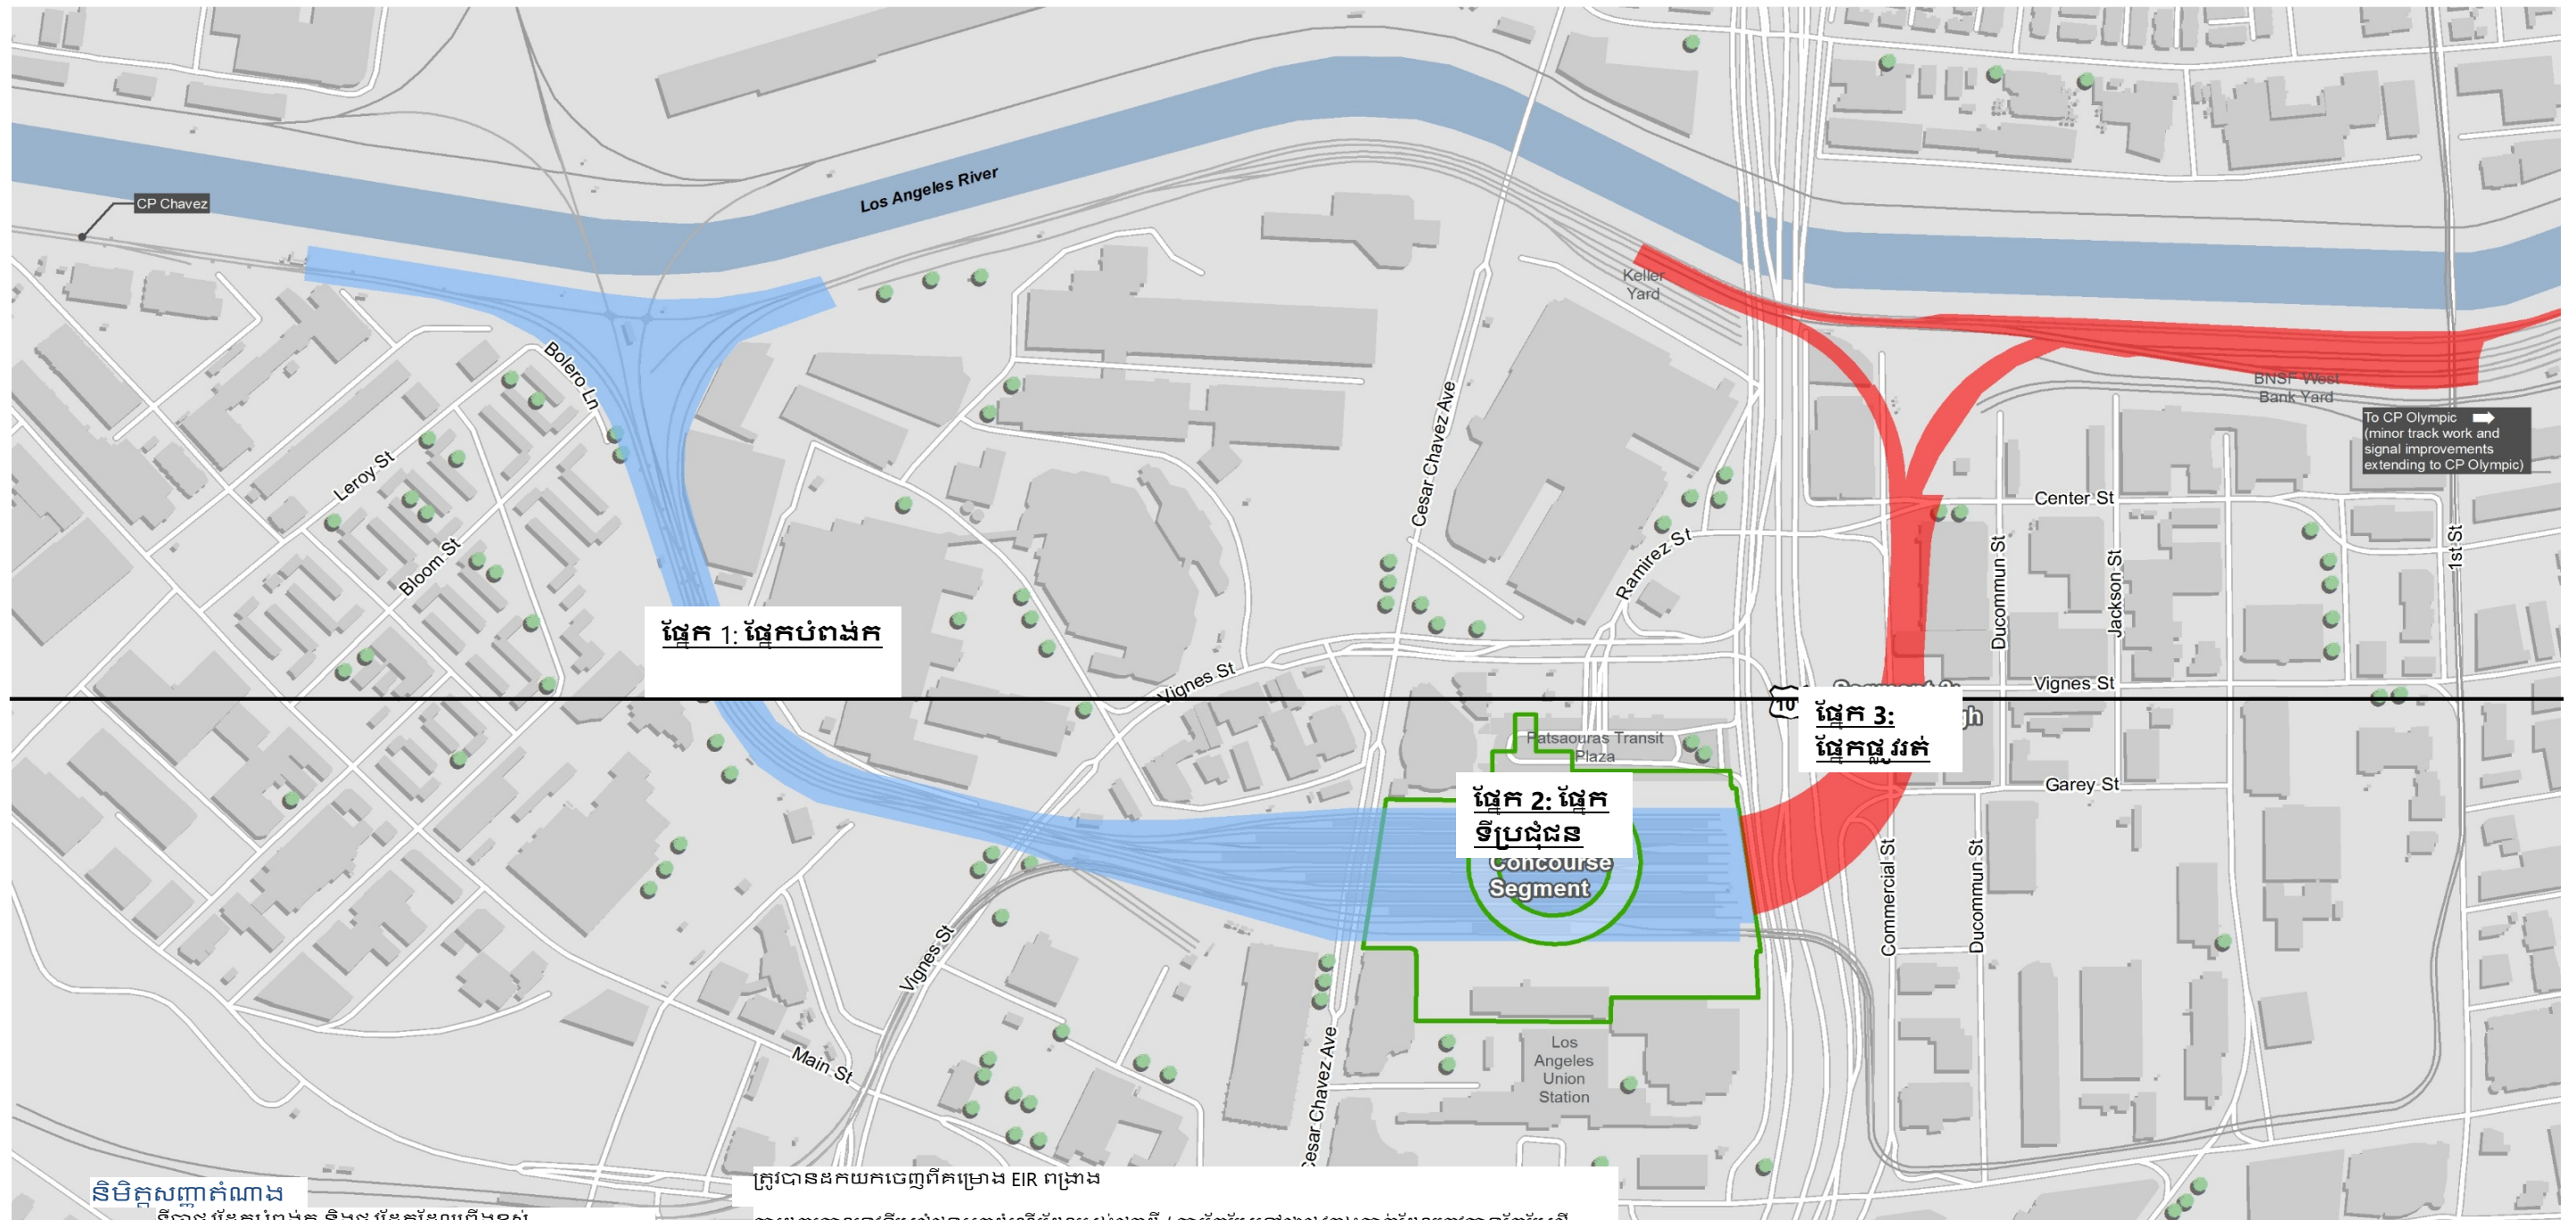 CP Chavez
Los Angeles River
Keller
Yard
BNSF West
Bank Yard
To CP Olympic
(minor track work and
signal improvements
extending to CP Olympic)
Bolero Ln
Leroy St
Bloom St
Cesar Chavez Ave
Ramirez St
Center St
Ducommun St
Jackson St
1st St
ផ្នែក 1: ផ្នែកបំពង់ក
Vignes St
Vignes St
10
ផ្នែក 3:
ផ្នែកផ្លូវរត់
Patsaouras Transit
Plaza
Garey St
ផ្នែក 2: ផ្នែក
ទីប្រជុំជន
Concourse
Segment
Commercial St
Ducommun St
Vignes St
Main St
Cesar Chavez Ave
Los
Angeles
Union
Station
ត្រូវបានដកយកចេញពីគម្រោង EIR ពង្រាង
និមិត្តសញ្ញាតំណាង